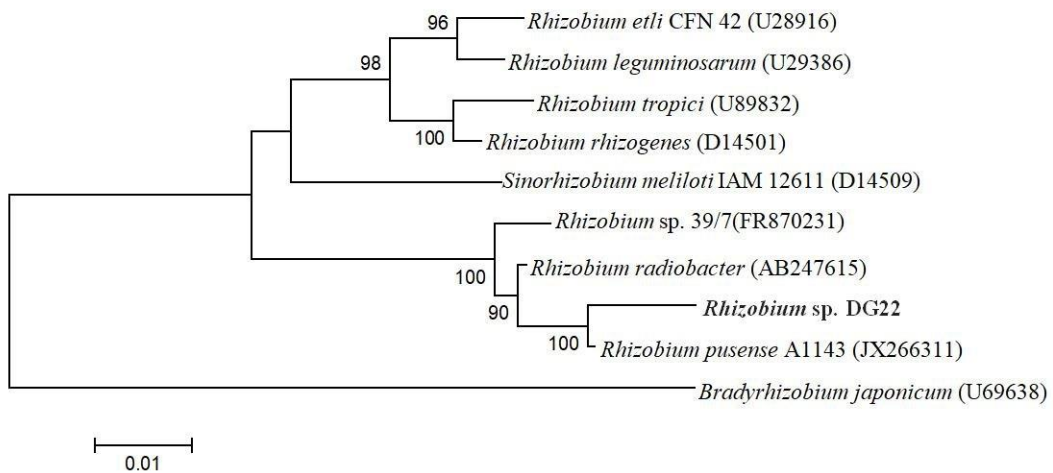 96
Rhizobium etli CFN 42 (U28916)
98
Rhizobium leguminosarum (U29386)
Rhizobium tropici (U89832)
100
Rhizobium rhizogenes (D14501)
Sinorhizobium meliloti IAM 12611 (D14509)
Rhizobium sp. 39/7(FR870231)
100
Rhizobium radiobacter (AB247615)
90
Rhizobium sp. DG22
100
Rhizobium pusense A1143 (JX266311)
Bradyrhizobium japonicum (U69638)
0.01